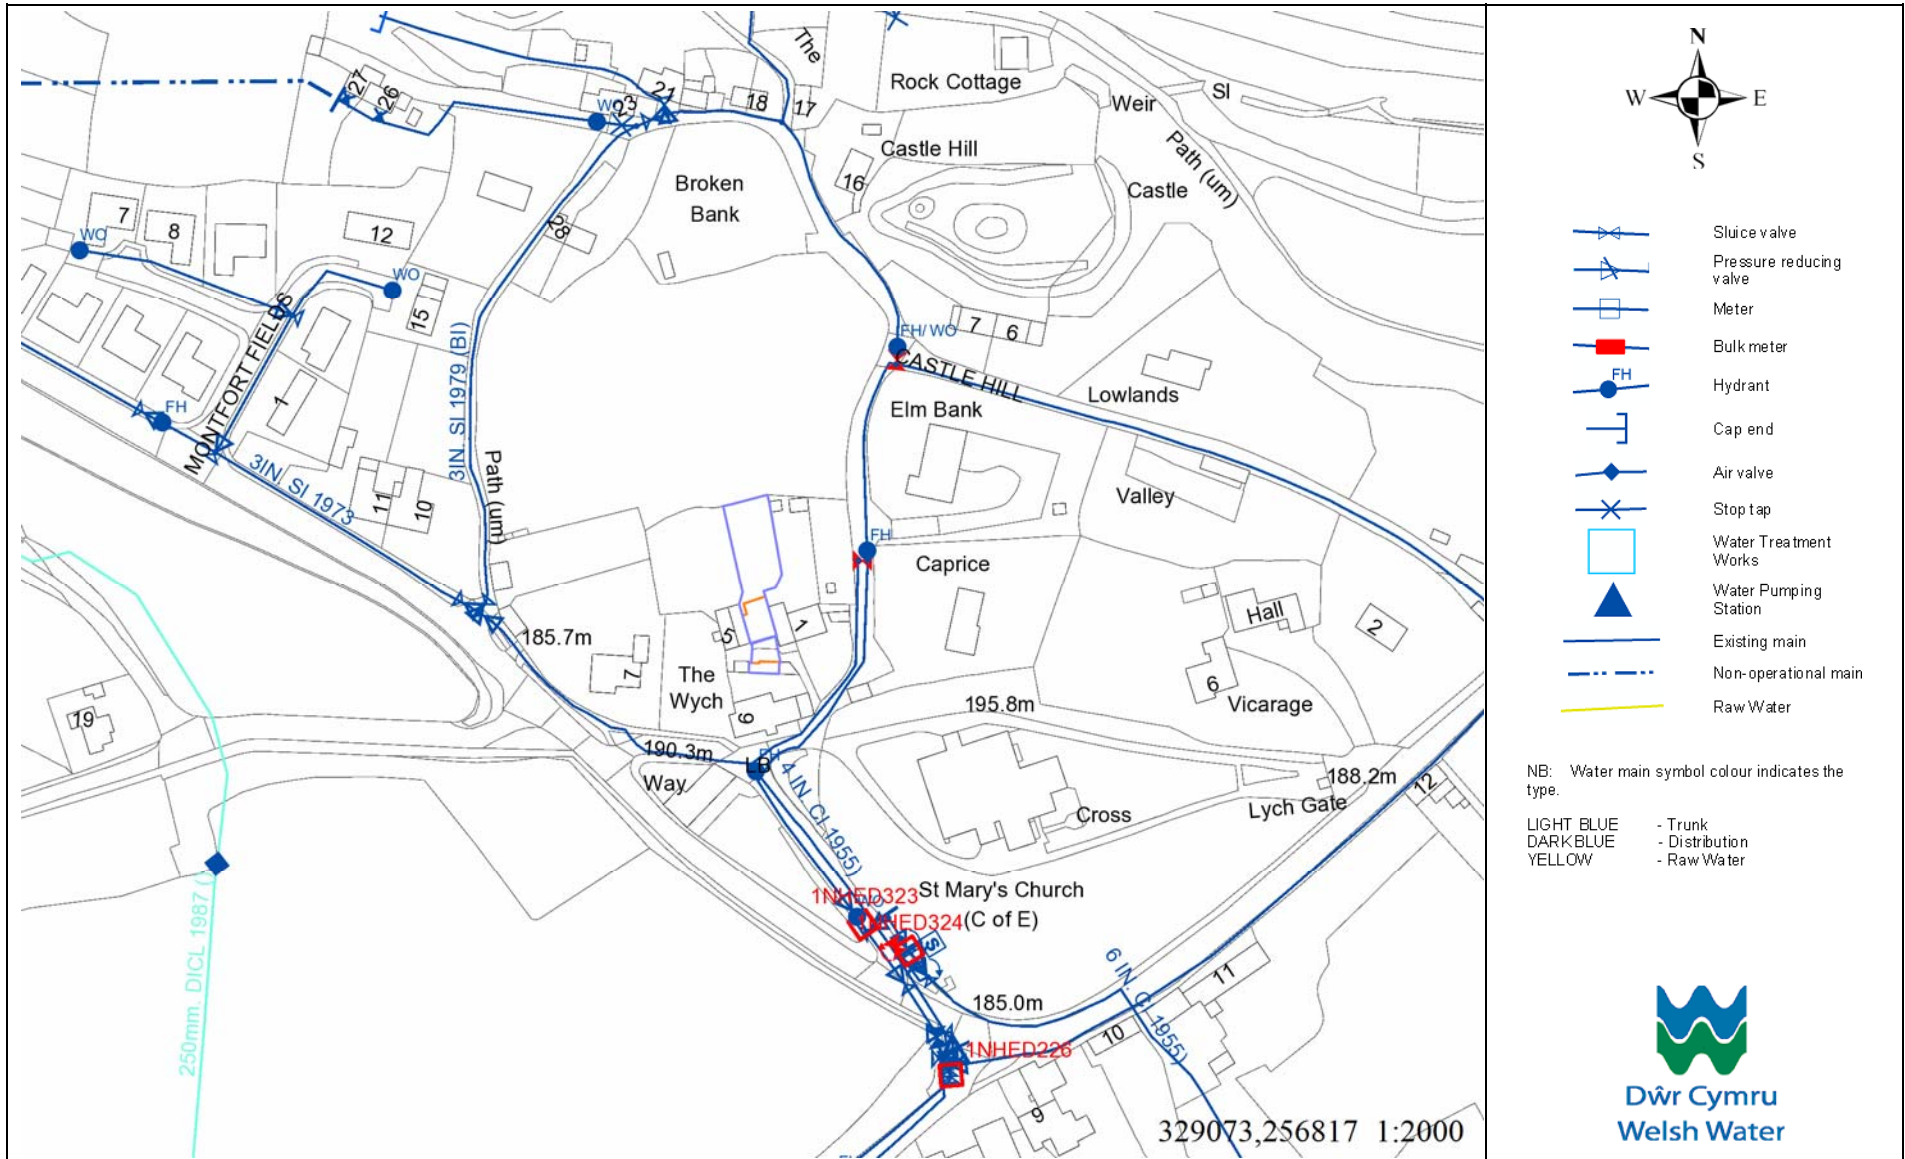 The
Rock Cottage
Weir
SI
27
26
WO
23
21
18
17
Castle Hill
Path (um)
16
Castle
Broken
Bank
7
8
12
28
WO
WO
15
MONTFORT FIELDS
FH/ WO
7
6
CASTLE HILL
Lowlands
Elm Bank
3IN. SI 1979 (BI)
FH
1
3IN. SI 1973
11
10
Path (um)
Valley
FH
Caprice
185.7m
5
1
Hall
2
7
The
Wych
9
6
Vicarage
195.8m
19
190.3m
LB
Way
4 IN. CI 1955)
188.2m
12
Lych Gate
Cross
250mm. DICL 1987 ()
1NHED323
St Mary's Church
(C of E)
S
6 IN. C 1955)
11
185.0m
10
1NHED226
9
329073,256817 1:2000
N
W
E
S
Sluice valve
Pressure reducing
valve
Meter
Bulk meter
FH
Hydrant
Cap end
Air valve
Stop tap
Water Treatment
Works
Water Pumping
Station
Existing main
Non-operational main
Raw Water
NB: Water main symbol colour indicates the
type.
LIGHT BLUE - Trunk
DARK BLUE - Distribution
YELLOW - Raw Water
Dŵr Cymru
Welsh Water